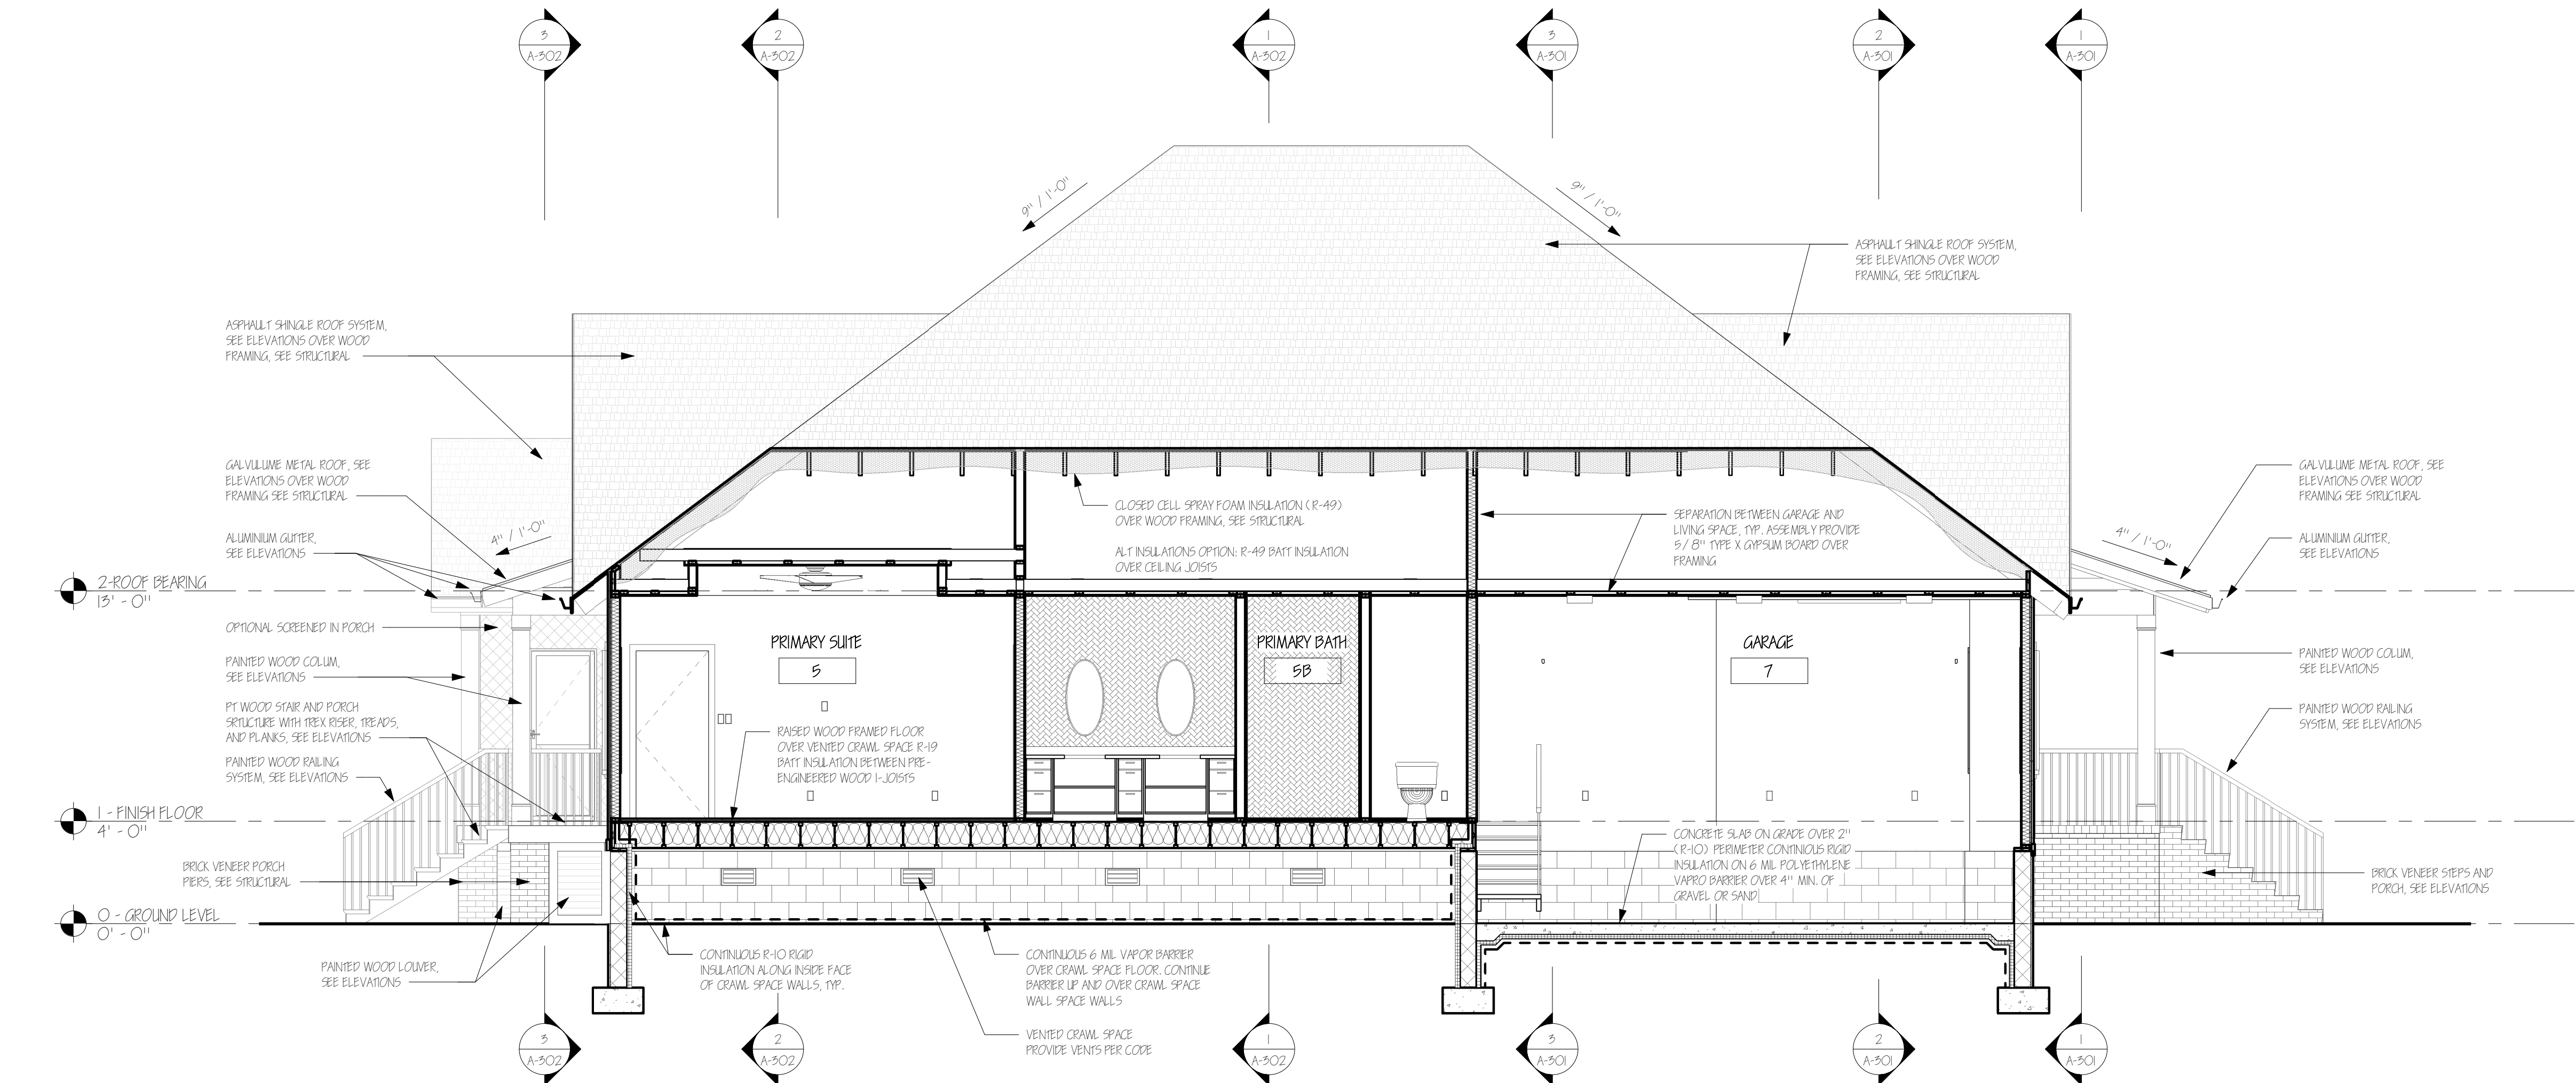 3
A-302
2
A-302
1
A-302
3
A-301
2
A-301
1
A-301
9" / 1'-0"
9" / 1'-0"
ASPHAULT SHINGLE ROOF SYSTEM,
SEE ELEVATIONS OVER WOOD
FRAMING, SEE STRUCTURAL
ASPHAULT SHINGLE ROOF SYSTEM,
SEE ELEVATIONS OVER WOOD
FRAMING, SEE STRUCTURAL
GALVULUME METAL ROOF, SEE
ELEVATIONS OVER WOOD
FRAMING SEE STRUCTURAL
4" / 1'-0"
ALUMINIUM GUTTER,
SEE ELEVATIONS
2-ROOF BEARING
13' - 0"
OPTIONAL SCREENED IN PORCH
PAINTED WOOD COLUM,
SEE ELEVATIONS
PT WOOD STAIR AND PORCH
SRTUCTURE WITH TREX RISER, TREADS,
AND PLANKS, SEE ELEVATIONS
PAINTED WOOD RAILING
SYSTEM, SEE ELEVATIONS
1 - FINISH FLOOR
4' - 0"
BRICK VENEER PORCH
PIERS, SEE STRUCTURAL
0 - GROUND LEVEL
0' - 0"
PAINTED WOOD LOUVER,
SEE ELEVATIONS
CLOSED CELL SPRAY FOAM INSULATION (R-49)
OVER WOOD FRAMING, SEE STRUCTURAL
ALT INSULATIONS OPTION: R-49 BATT INSULATION
OVER CEILING JOISTS
SEPARATION BETWEEN GARAGE AND
LIVING SPACE, TYP. ASSEMBLY PROVIDE
5/8" TYPE X GYPSUM BOARD OVER
FRAMING
PRIMARY SUITE
5
PRIMARY BATH
5B
GARAGE
7
RAISED WOOD FRAMED FLOOR
OVER VENTED CRAWL SPACE R-19
BATT INSULATION BETWEEN PRE-
ENGINEERED WOOD I-JOISTS
CONCRETE SLAB ON GRADE OVER 2"
(R-10) PERIMETER CONTINIOUS RIGID
INSULATION ON 6 MIL POLYETHYLENE
VAPRO BARRIER OVER 4" MIN. OF
GRAVEL OR SAND
CONTINUOUS R-10 RIGID
INSULATION ALONG INSIDE FACE
OF CRAWL SPACE WALLS, TYP.
CONTINUOUS 6 MIL VAPOR BARRIER
OVER CRAWL SPACE FLOOR. CONTINUE
BARRIER UP AND OVER CRAWL SPACE
WALL SPACE WALLS
VENTED CRAWL SPACE
PROVIDE VENTS PER CODE
GALVULUME METAL ROOF, SEE
ELEVATIONS OVER WOOD
FRAMING SEE STRUCTURAL
4" / 1'-0"
ALUMINIUM GUTTER,
SEE ELEVATIONS
PAINTED WOOD COLUM,
SEE ELEVATIONS
PAINTED WOOD RAILING
SYSTEM, SEE ELEVATIONS
BRICK VENEER STEPS AND
PORCH, SEE ELEVATIONS
3
A-302
2
A-302
1
A-302
3
A-301
2
A-301
1
A-301